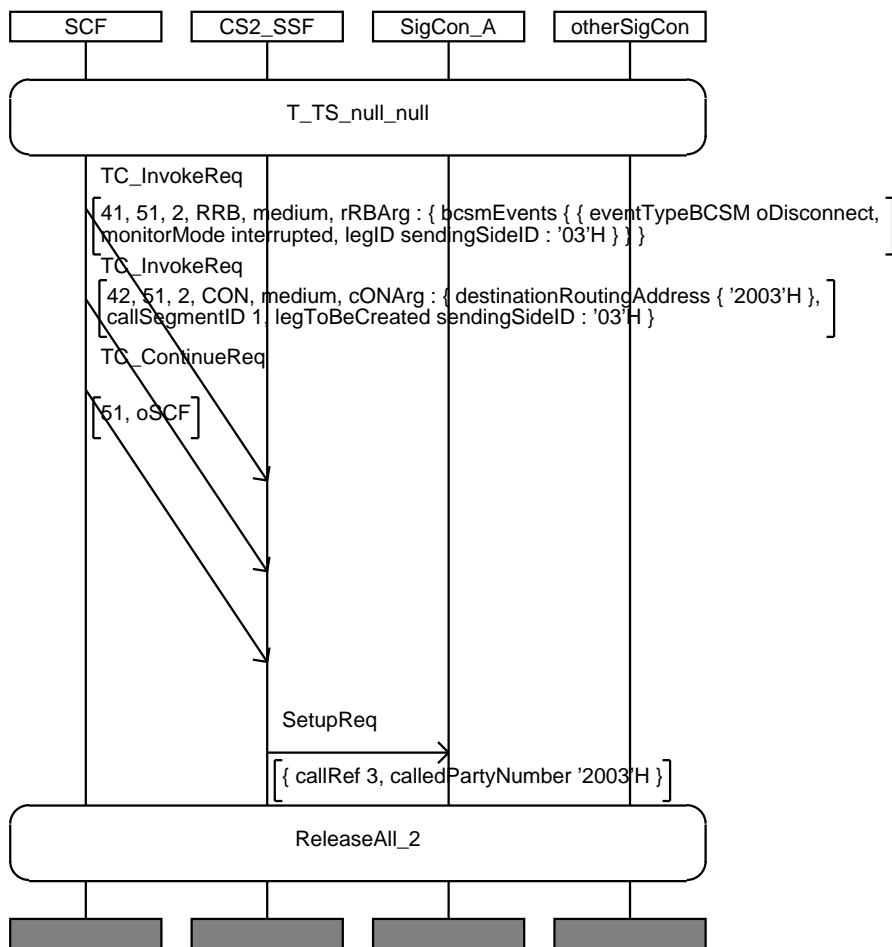 SCF CS2_SSF SigCon_A otherSigCon
T_TS_null_null
TC_InvokeReq
41, 51, 2, RRB, medium, rRBArg : { bcsmEvents { { eventTypeBCSM oDisconnect,
monitorMode interrupted, legID sendingSideID : '03'H } } }
TC_InvokeReq
42, 51, 2, CON, medium, cONArg : { destinationRoutingAddress { '2003'H },
callSegmentID 1, legToBeCreated sendingSideID : '03'H }
TC_ContinueReq
51, oSCF
SetupReq
{ callRef 3, calledPartyNumber '2003'H }
ReleaseAll_2